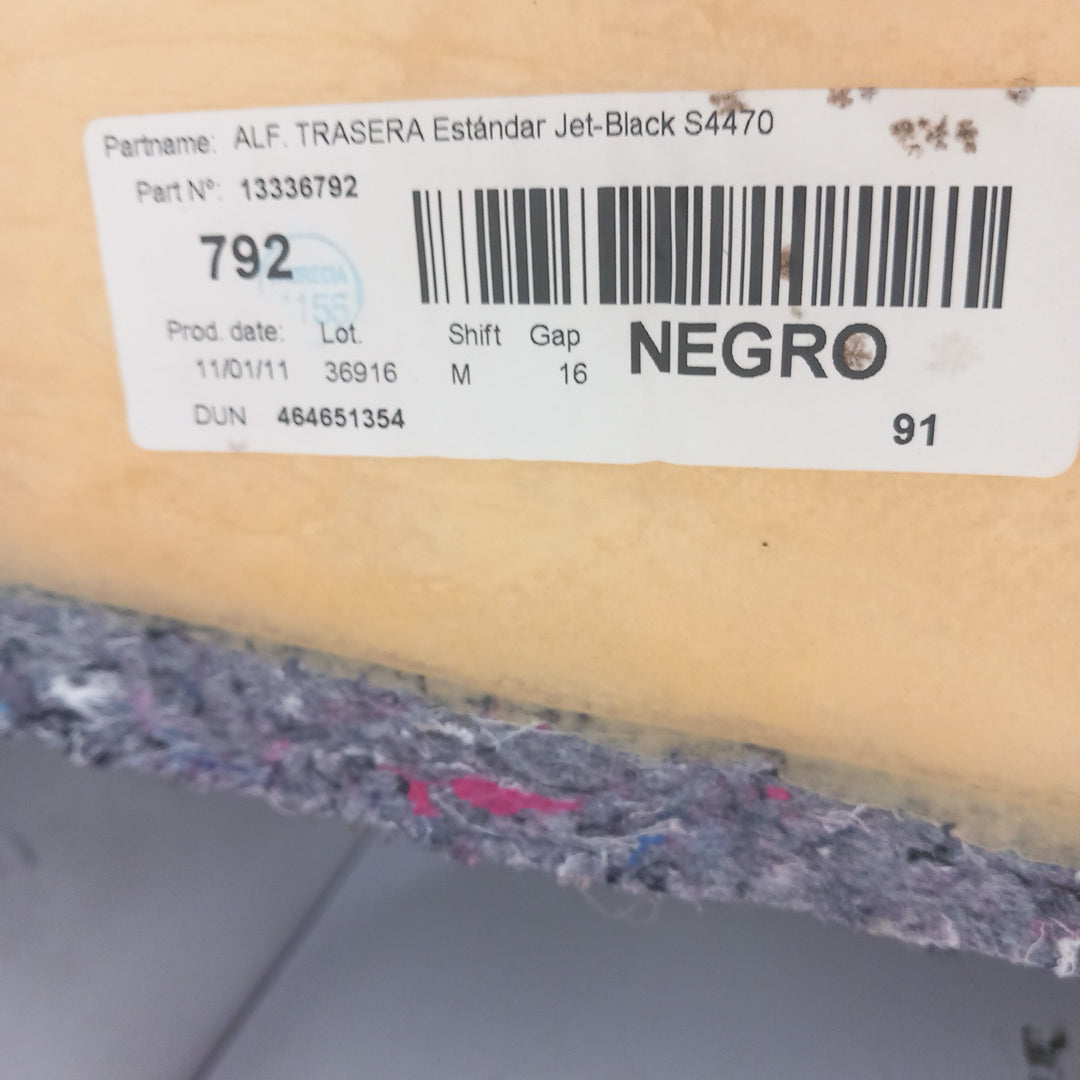 Partname: ALF. TRASERA Estándar Jet-Black S4470
Part Nº: 13336792
792
155
Prod. date: Lot. Shift Gap NEGRO
11/01/11 36916 M 16
DUN 464651354
91